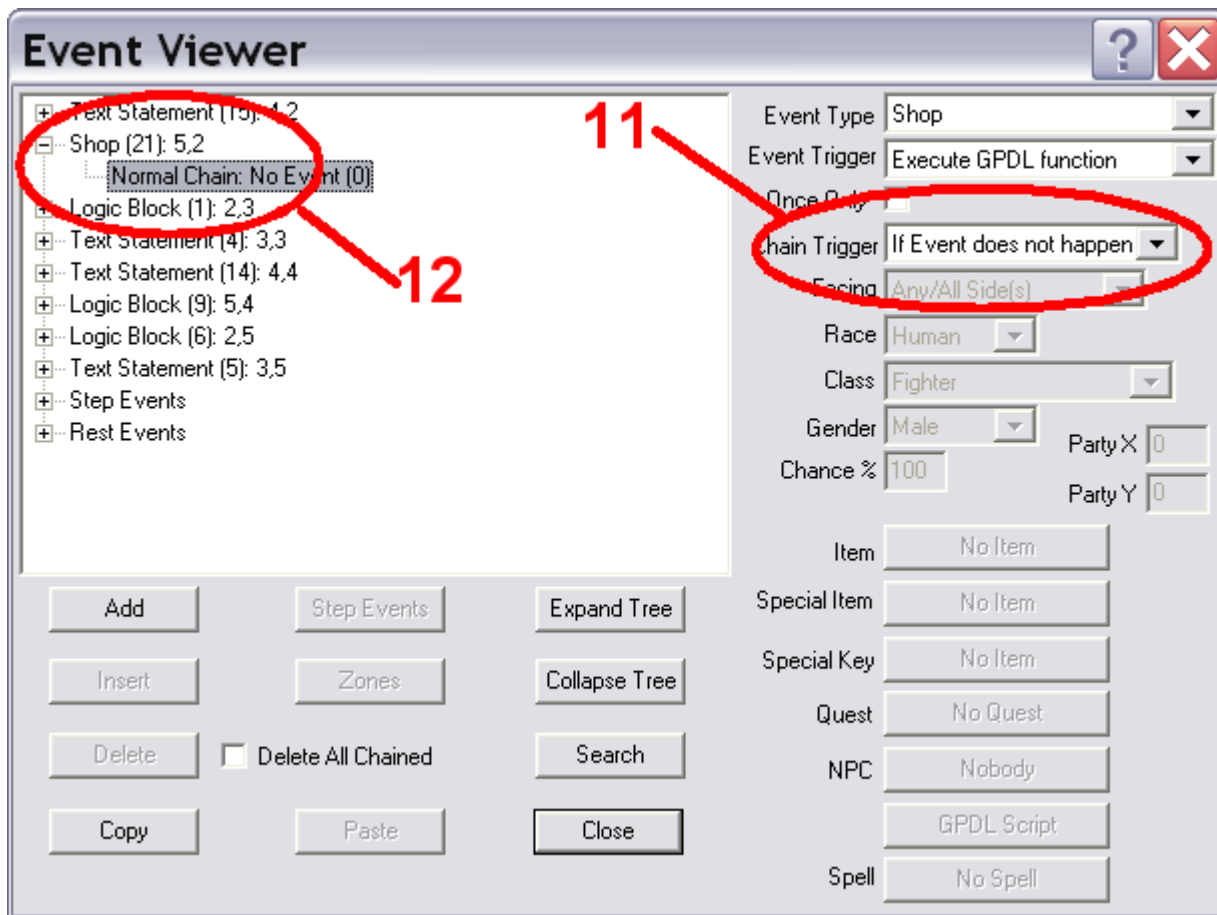 Event Viewer
Text Statement (15): 4,2
Shop (21): 5,2
Normal Chain: No Event (0)
Logic Block (1): 2,3
Text Statement (4): 3,3
Text Statement (14): 4,4
Logic Block (9): 5,4
Logic Block (6): 2,5
Text Statement (5): 3,5
Step Events
Rest Events
11
12
Event Type Shop
Event Trigger Execute GPDL function
Once Only
Chain Trigger If Event does not happen
Facing Any/All Side(s)
Race Human
Class Fighter
Gender Male
Chance % 100
Party X 0
Party Y 0
Item No Item
Special Item No Item
Special Key No Item
Quest No Quest
NPC Nobody
GPDL Script
Spell No Spell
Add Step Events Expand Tree
Insert Zones Collapse Tree
Delete Delete All Chained Search
Copy Paste Close